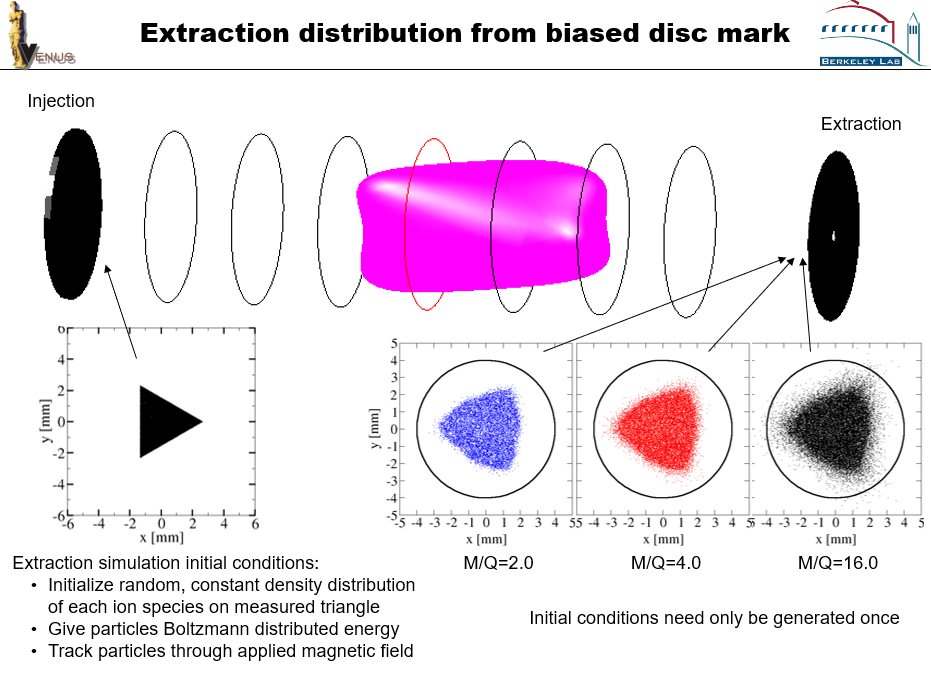 Extraction distribution from biased disc mark
VENUS
BERKELEY LAB
Injection
Extraction
6
4
2
0
-2
-4
-6
y [mm]
-6 -4 -2 0 2 4 6
x [mm]
5
4
3
2
1
0
-1
-2
-3
-4
-5
y [mm]
-5 -4 -3 -2 -1 0 1 2 3 4 5
5 -4 -3 -2 -1 0 1 2 3 4 5
5 -4 -3 -2 -1 0 1 2 3 4 5
x [mm] x [mm] x [mm]
M/Q=2.0 M/Q=4.0 M/Q=16.0
Extraction simulation initial conditions:
• Initialize random, constant density distribution
of each ion species on measured triangle
• Give particles Boltzmann distributed energy
• Track particles through applied magnetic field
Initial conditions need only be generated once